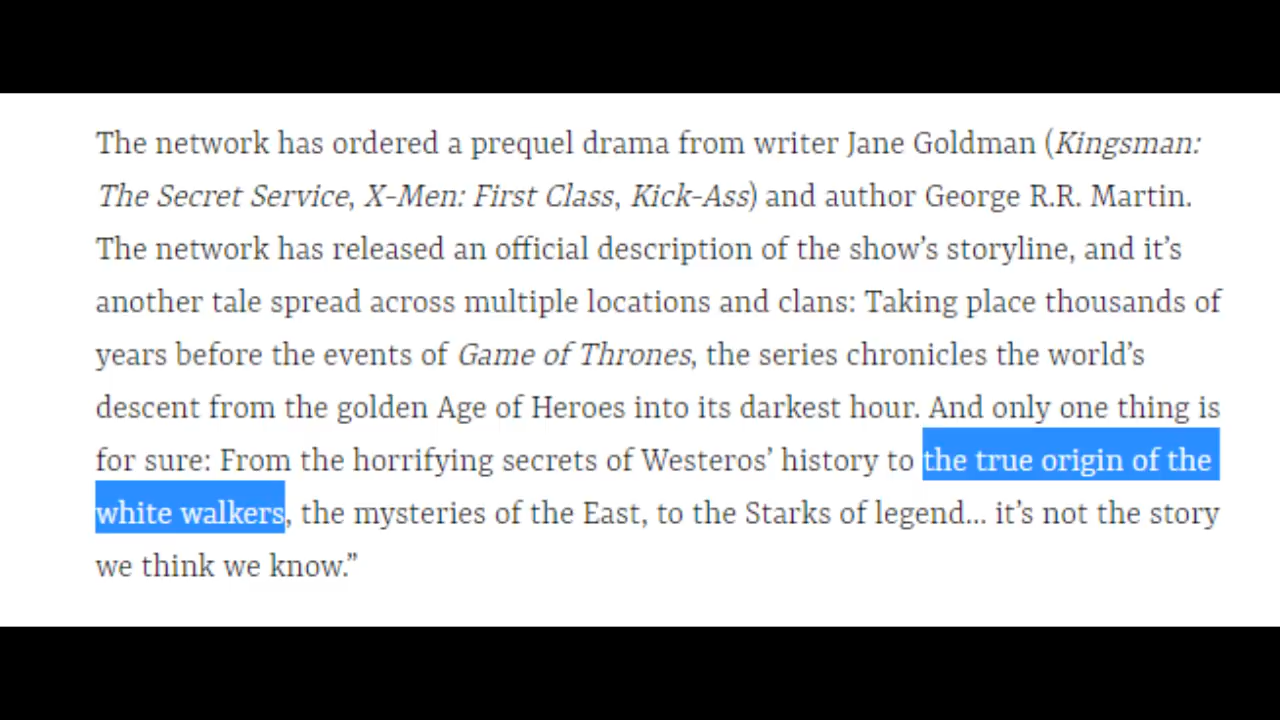 The network has ordered a prequel drama from writer Jane Goldman (Kingsman:
The Secret Service, X-Men: First Class, Kick-Ass) and author George R.R. Martin.
The network has released an official description of the show’s storyline, and it’s
another tale spread across multiple locations and clans: Taking place thousands of
years before the events of Game of Thrones, the series chronicles the world’s
descent from the golden Age of Heroes into its darkest hour. And only one thing is
for sure: From the horrifying secrets of Westeros’ history to the true origin of the
white walkers, the mysteries of the East, to the Starks of legend… it’s not the story
we think we know.”